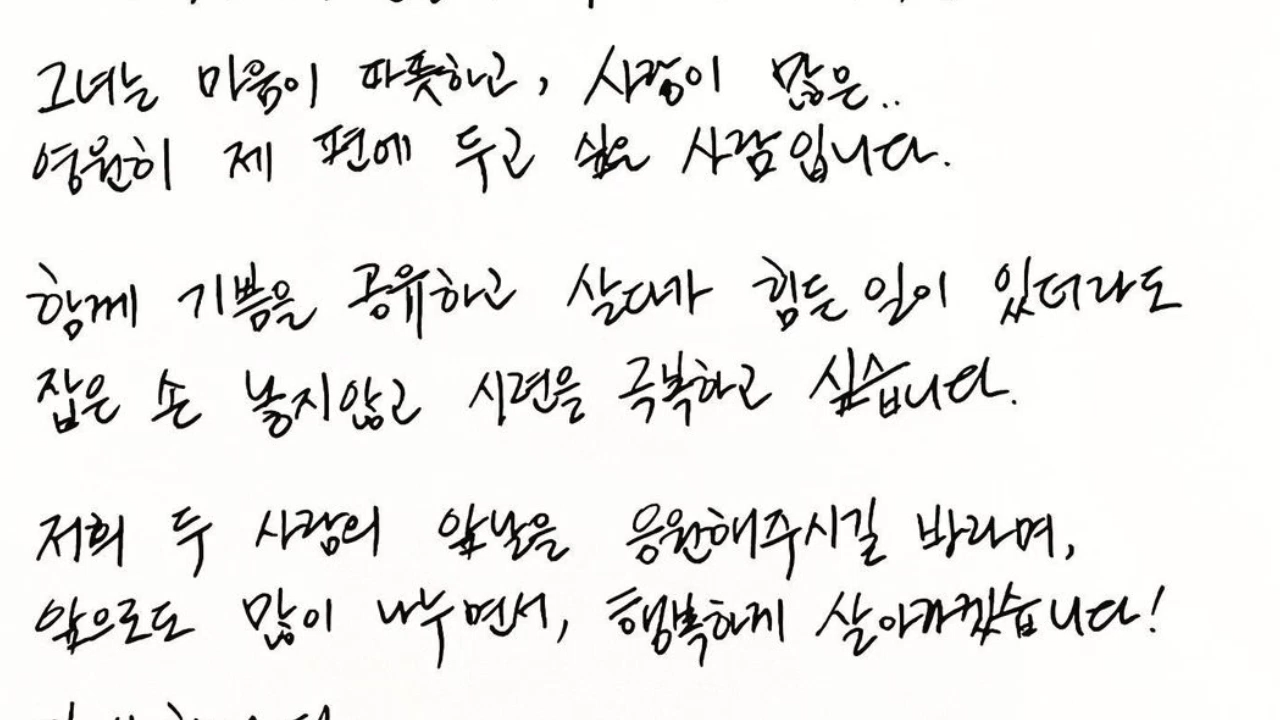 그녀는 마음이 따뜻하고, 사랑이 많은..
영원히 제 편에 두고 싶은 사람입니다.
함께 기쁨을 공유하고 살다가 힘든 일이 있더라도
잡은 손 놓지않고 시련을 극복하고 싶습니다.
저희 두 사람의 앞날을 응원해주시길 바라며,
앞으로도 많이 나누면서, 행복하게 살아가겠습니다!